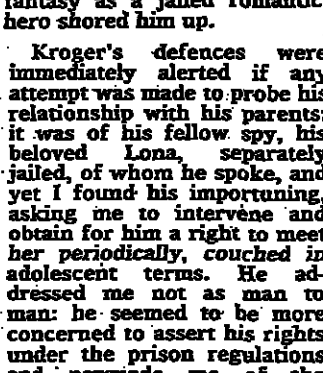 fantasy as a jailed romantic
hero shored him up.
Kroger's defences were
immediately alerted if any
attempt was made to probe his
relationship with his parents;
it was of his fellow spy, his
beloved Lona, separately
jailed, of whom he spoke, and
yet I found his importuning,
asking me to intervene and
obtain for him a right to meet
her periodically, couched in
adolescent terms. He ad-
dressed me not as man to
man: he seemed to be more
concerned to assert his rights
under the prison regulations
and persuade me of the